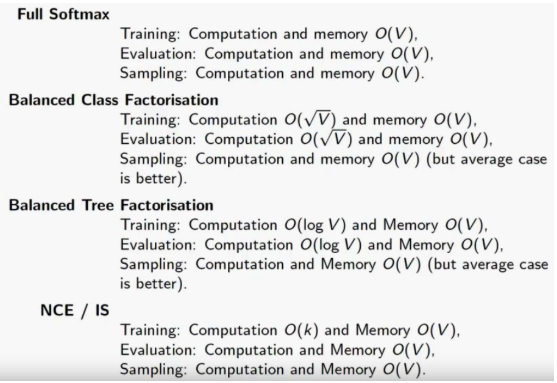 Full Softmax
Training: Computation and memory O(V),
Evaluation: Computation and memory O(V),
Sampling: Computation and memory O(V).
Balanced Class Factorisation
Training: Computation O(√V) and memory O(V),
Evaluation: Computation O(√V) and memory O(V),
Sampling: Computation and memory O(V) (but average case
is better).
Balanced Tree Factorisation
Training: Computation O(log V) and Memory O(V),
Evaluation: Computation O(log V) and Memory O(V),
Sampling: Computation and Memory O(V) (but average case
is better).
NCE / IS
Training: Computation O(k) and Memory O(V),
Evaluation: Computation and Memory O(V),
Sampling: Computation and Memory O(V).